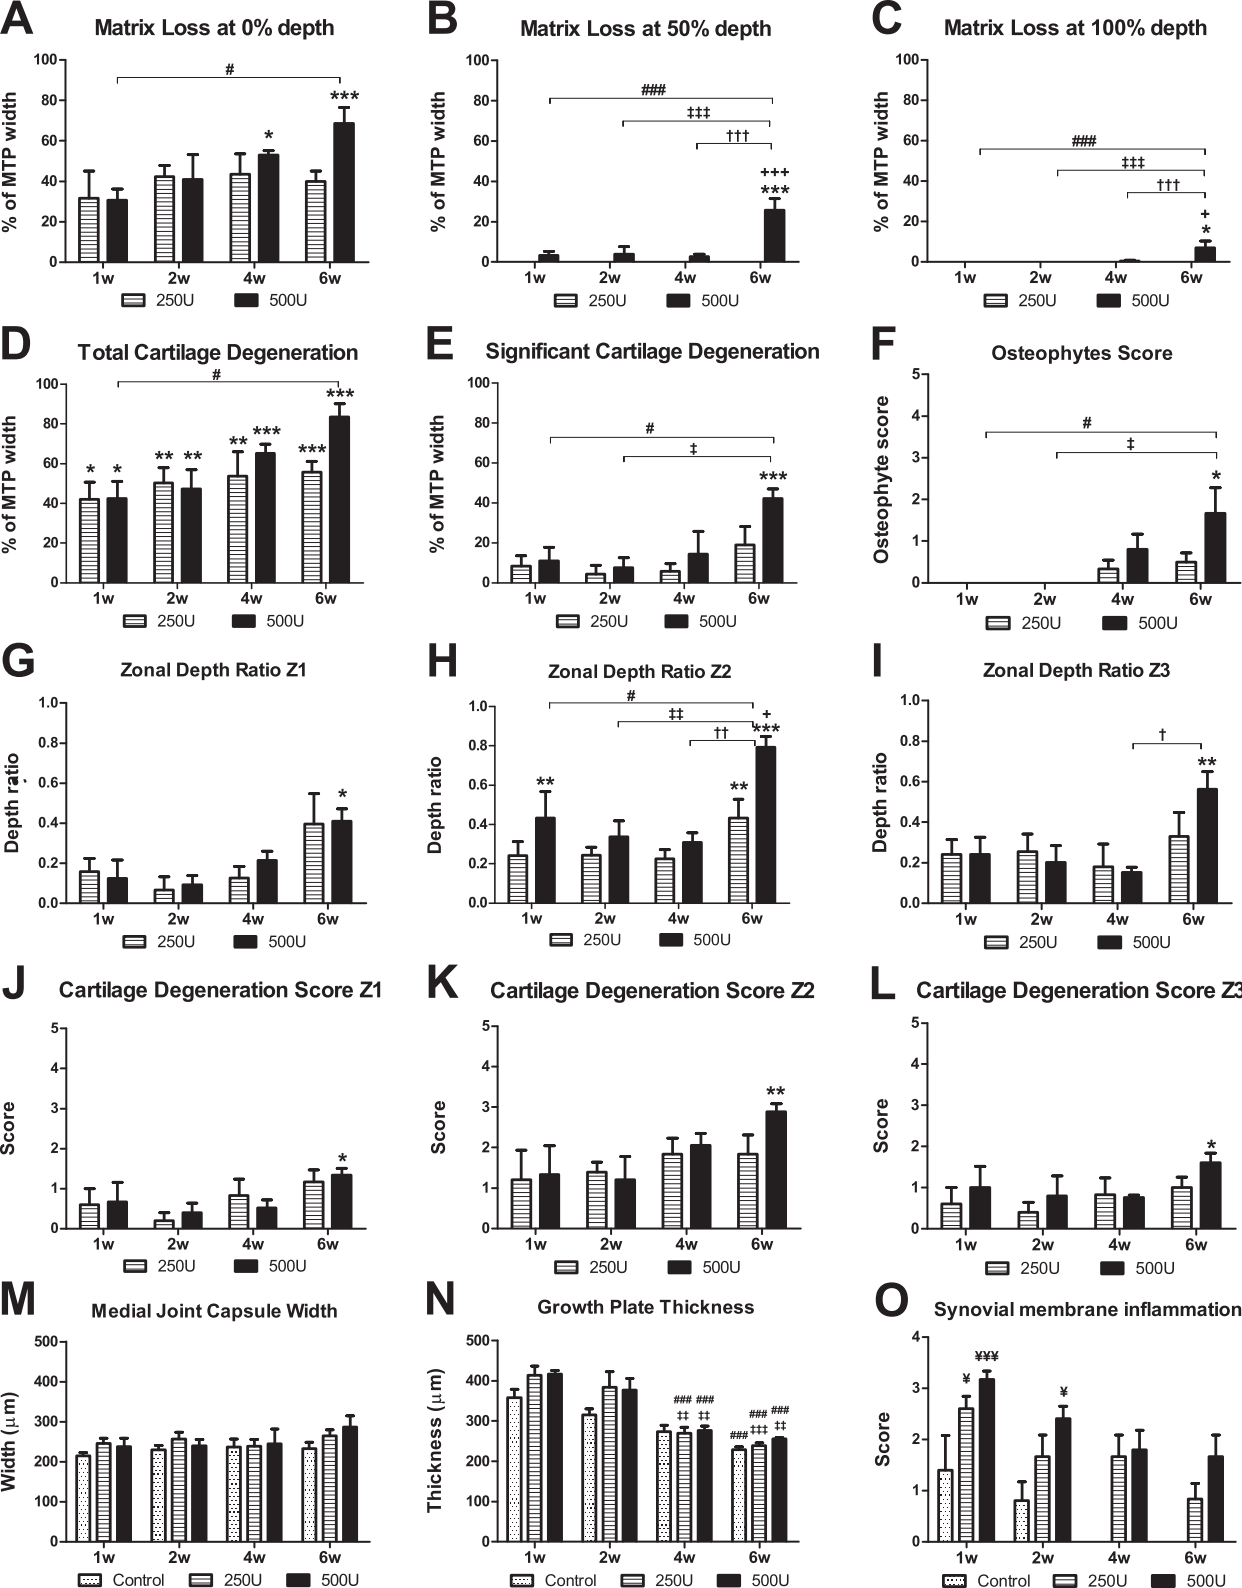 A Matrix Loss at 0% depth
% of MTP width
100
80
60
40
20
0
#
*
***
1w 2w 4w 6w
250U 500U
B Matrix Loss at 50% depth
% of MTP width
100
80
60
40
20
0
###
‡‡‡
†††
+++
***
1w 2w 4w 6w
250U 500U
C Matrix Loss at 100% depth
% of MTP width
100
80
60
40
20
0
###
‡‡‡
†††
+
*
1w 2w 4w 6w
250U 500U
D Total Cartilage Degeneration
% of MTP width
100
80
60
40
20
0
#
* * ** ** ** *** *** ***
1w 2w 4w 6w
250U 500U
E Significant Cartilage Degeneration
% of MTP width
100
80
60
40
20
0
#
‡
***
1w 2w 4w 6w
250U 500U
F Osteophytes Score
Osteophyte score
5
4
3
2
1
0
#
‡
*
1w 2w 4w 6w
250U 500U
G Zonal Depth Ratio Z1
Depth ratio
1.0
0.8
0.6
0.4
0.2
0.0
*
1w 2w 4w 6w
250U 500U
H Zonal Depth Ratio Z2
Depth ratio
1.0
0.8
0.6
0.4
0.2
0.0
#
‡‡
††
+
***
** **
1w 2w 4w 6w
250U 500U
I Zonal Depth Ratio Z3
Depth ratio
1.0
0.8
0.6
0.4
0.2
0.0
†
**
1w 2w 4w 6w
250U 500U
J Cartilage Degeneration Score Z1
Score
5
4
3
2
1
0
*
1w 2w 4w 6w
250U 500U
K Cartilage Degeneration Score Z2
Score
5
4
3
2
1
0
**
1w 2w 4w 6w
250U 500U
L Cartilage Degeneration Score Z3
Score
5
4
3
2
1
0
*
1w 2w 4w 6w
250U 500U
M Medial Joint Capsule Width
Width (µm)
500
400
300
200
100
0
1w 2w 4w 6w
Control 250U 500U
N Growth Plate Thickness
Thickness (µm)
500
400
300
200
100
0
### ### ### ### ###
‡‡ ‡‡ ‡‡‡ ‡‡
1w 2w 4w 6w
Control 250U 500U
O Synovial membrane inflammation
Score
4
3
2
1
0
¥ ¥¥¥ ¥
1w 2w 4w 6w
Control 250U 500U